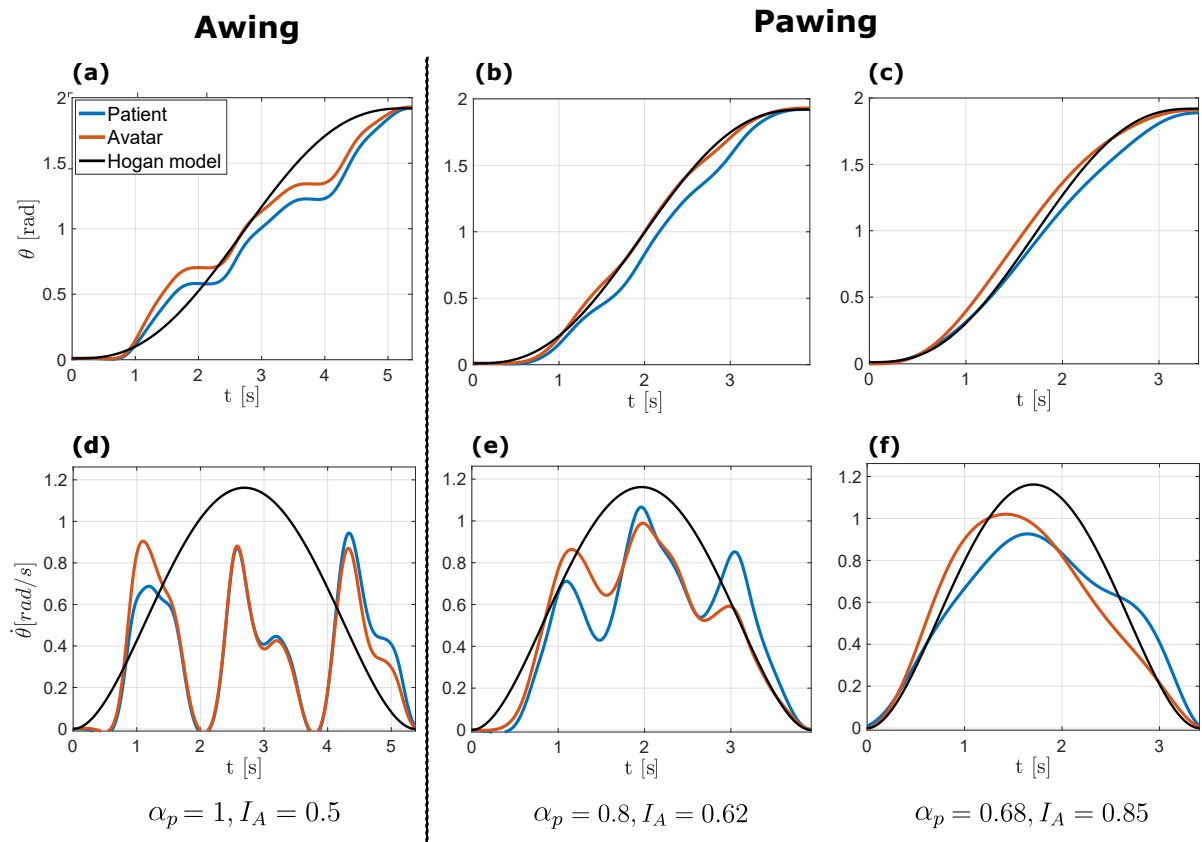 Awing
Pawing
(a)
(b)
(c)
Patient
Avatar
Hogan model
θ [rad]
2
1.5
1
0.5
0
0 1 2 3 4 5
t [s]
2
1.5
1
0.5
0
0 1 2 3
t [s]
2
1.5
1
0.5
0
0 1 2 3
t [s]
(d)
(e)
(f)
θ̇[rad/s]
1.2
1
0.8
0.6
0.4
0.2
0
0 1 2 3 4 5
t [s]
1.2
1
0.8
0.6
0.4
0.2
0
0 1 2 3
t [s]
1.2
1
0.8
0.6
0.4
0.2
0
0 1 2 3
t [s]
α_p = 1, I_A = 0.5
α_p = 0.8, I_A = 0.62
α_p = 0.68, I_A = 0.85